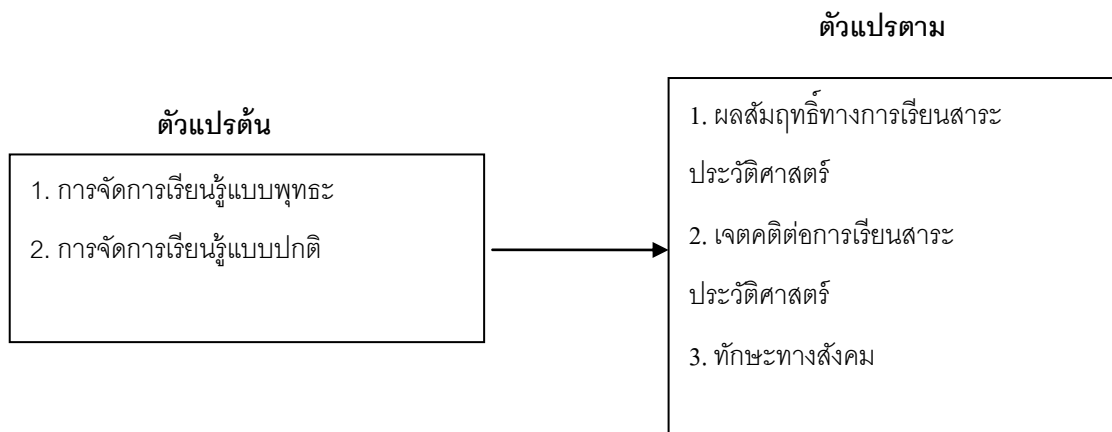 ตัวแปรต้น
1. การจัดการเรียนรู้แบบพุทธะ
2. การจัดการเรียนรู้แบบปกติ
ตัวแปรตาม
1. ผลสัมฤทธิ์ทางการเรียนสาระ
ประวัติศาสตร์
2. เจตคติต่อการเรียนสาระ
ประวัติศาสตร์
3. ทักษะทางสังคม